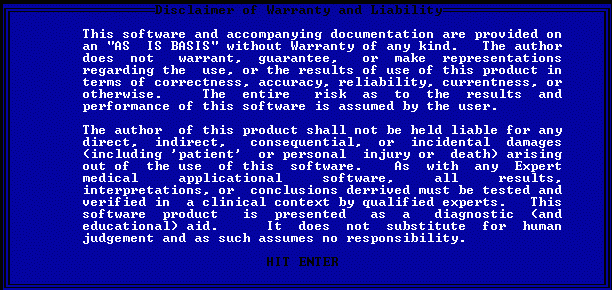 Disclaimer of Warranty and Liability
This software and accompanying documentation are provided on
an "AS IS BASIS" without Warranty of any kind. The author
does not warrant, guarantee, or make representations
regarding the use, or the results of use of this product in
terms of correctness, accuracy, reliability, currentness, or
otherwise. The entire risk as to the results and
performance of this software is assumed by the user.
The author of this product shall not be held liable for any
direct, indirect, consequential, or incidental damages
(including 'patient' or personal injury or death) arising
out of the use of this software. As with any Expert
medical applicational software, all results,
interpretations, or conclusions derrived must be tested and
verified in a clinical context by qualified experts. This
software product is presented as a diagnostic (and
educational) aid. It does not substitute for human
judgement and as such assumes no responsibility.
HIT ENTER